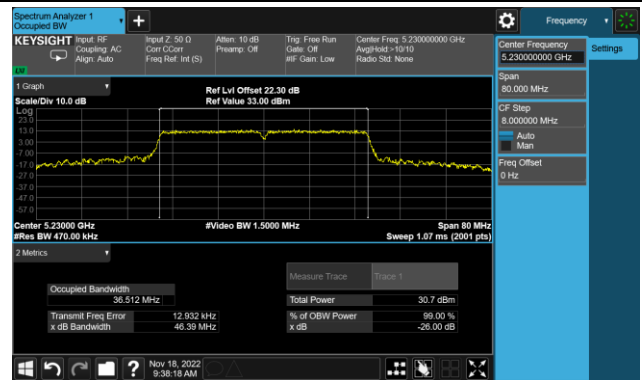 Spectrum Analyzer 1
Occupied BW
+
Frequency
KEYSIGHT Input: RF Input Z: 50 Ω Atten: 10 dB Trig: Free Run Center Freq: 5.230000000 GHz
Coupling: AC Corr CCorr Preamp: Off Gate: Off Avg|Hold:>10/10
Align: Auto Freq Ref: Int (S) #IF Gain: Low Radio Std: None
LW
Center Frequency
5.230000000 GHz
Settings
Span
80.000 MHz
CF Step
8.000000 MHz
Auto
Man
Freq Offset
0 Hz
1 Graph
Ref Lvl Offset 22.30 dB
Scale/Div 10.0 dB Ref Value 33.00 dBm
Log
23.0
13.0
3.00
-7.00
-17.0
-27.0
-37.0
-47.0
-57.0
Center 5.23000 GHz #Video BW 1.5000 MHz Span 80 MHz
#Res BW 470.00 kHz Sweep 1.07 ms (2001 pts)
2 Metrics
Measure Trace Trace 1
Occupied Bandwidth
36.512 MHz
Total Power 30.7 dBm
Transmit Freq Error 12.932 kHz % of OBW Power 99.00 %
x dB Bandwidth 46.39 MHz x dB -26.00 dB
? Nov 18, 2022
9:38:18 AM